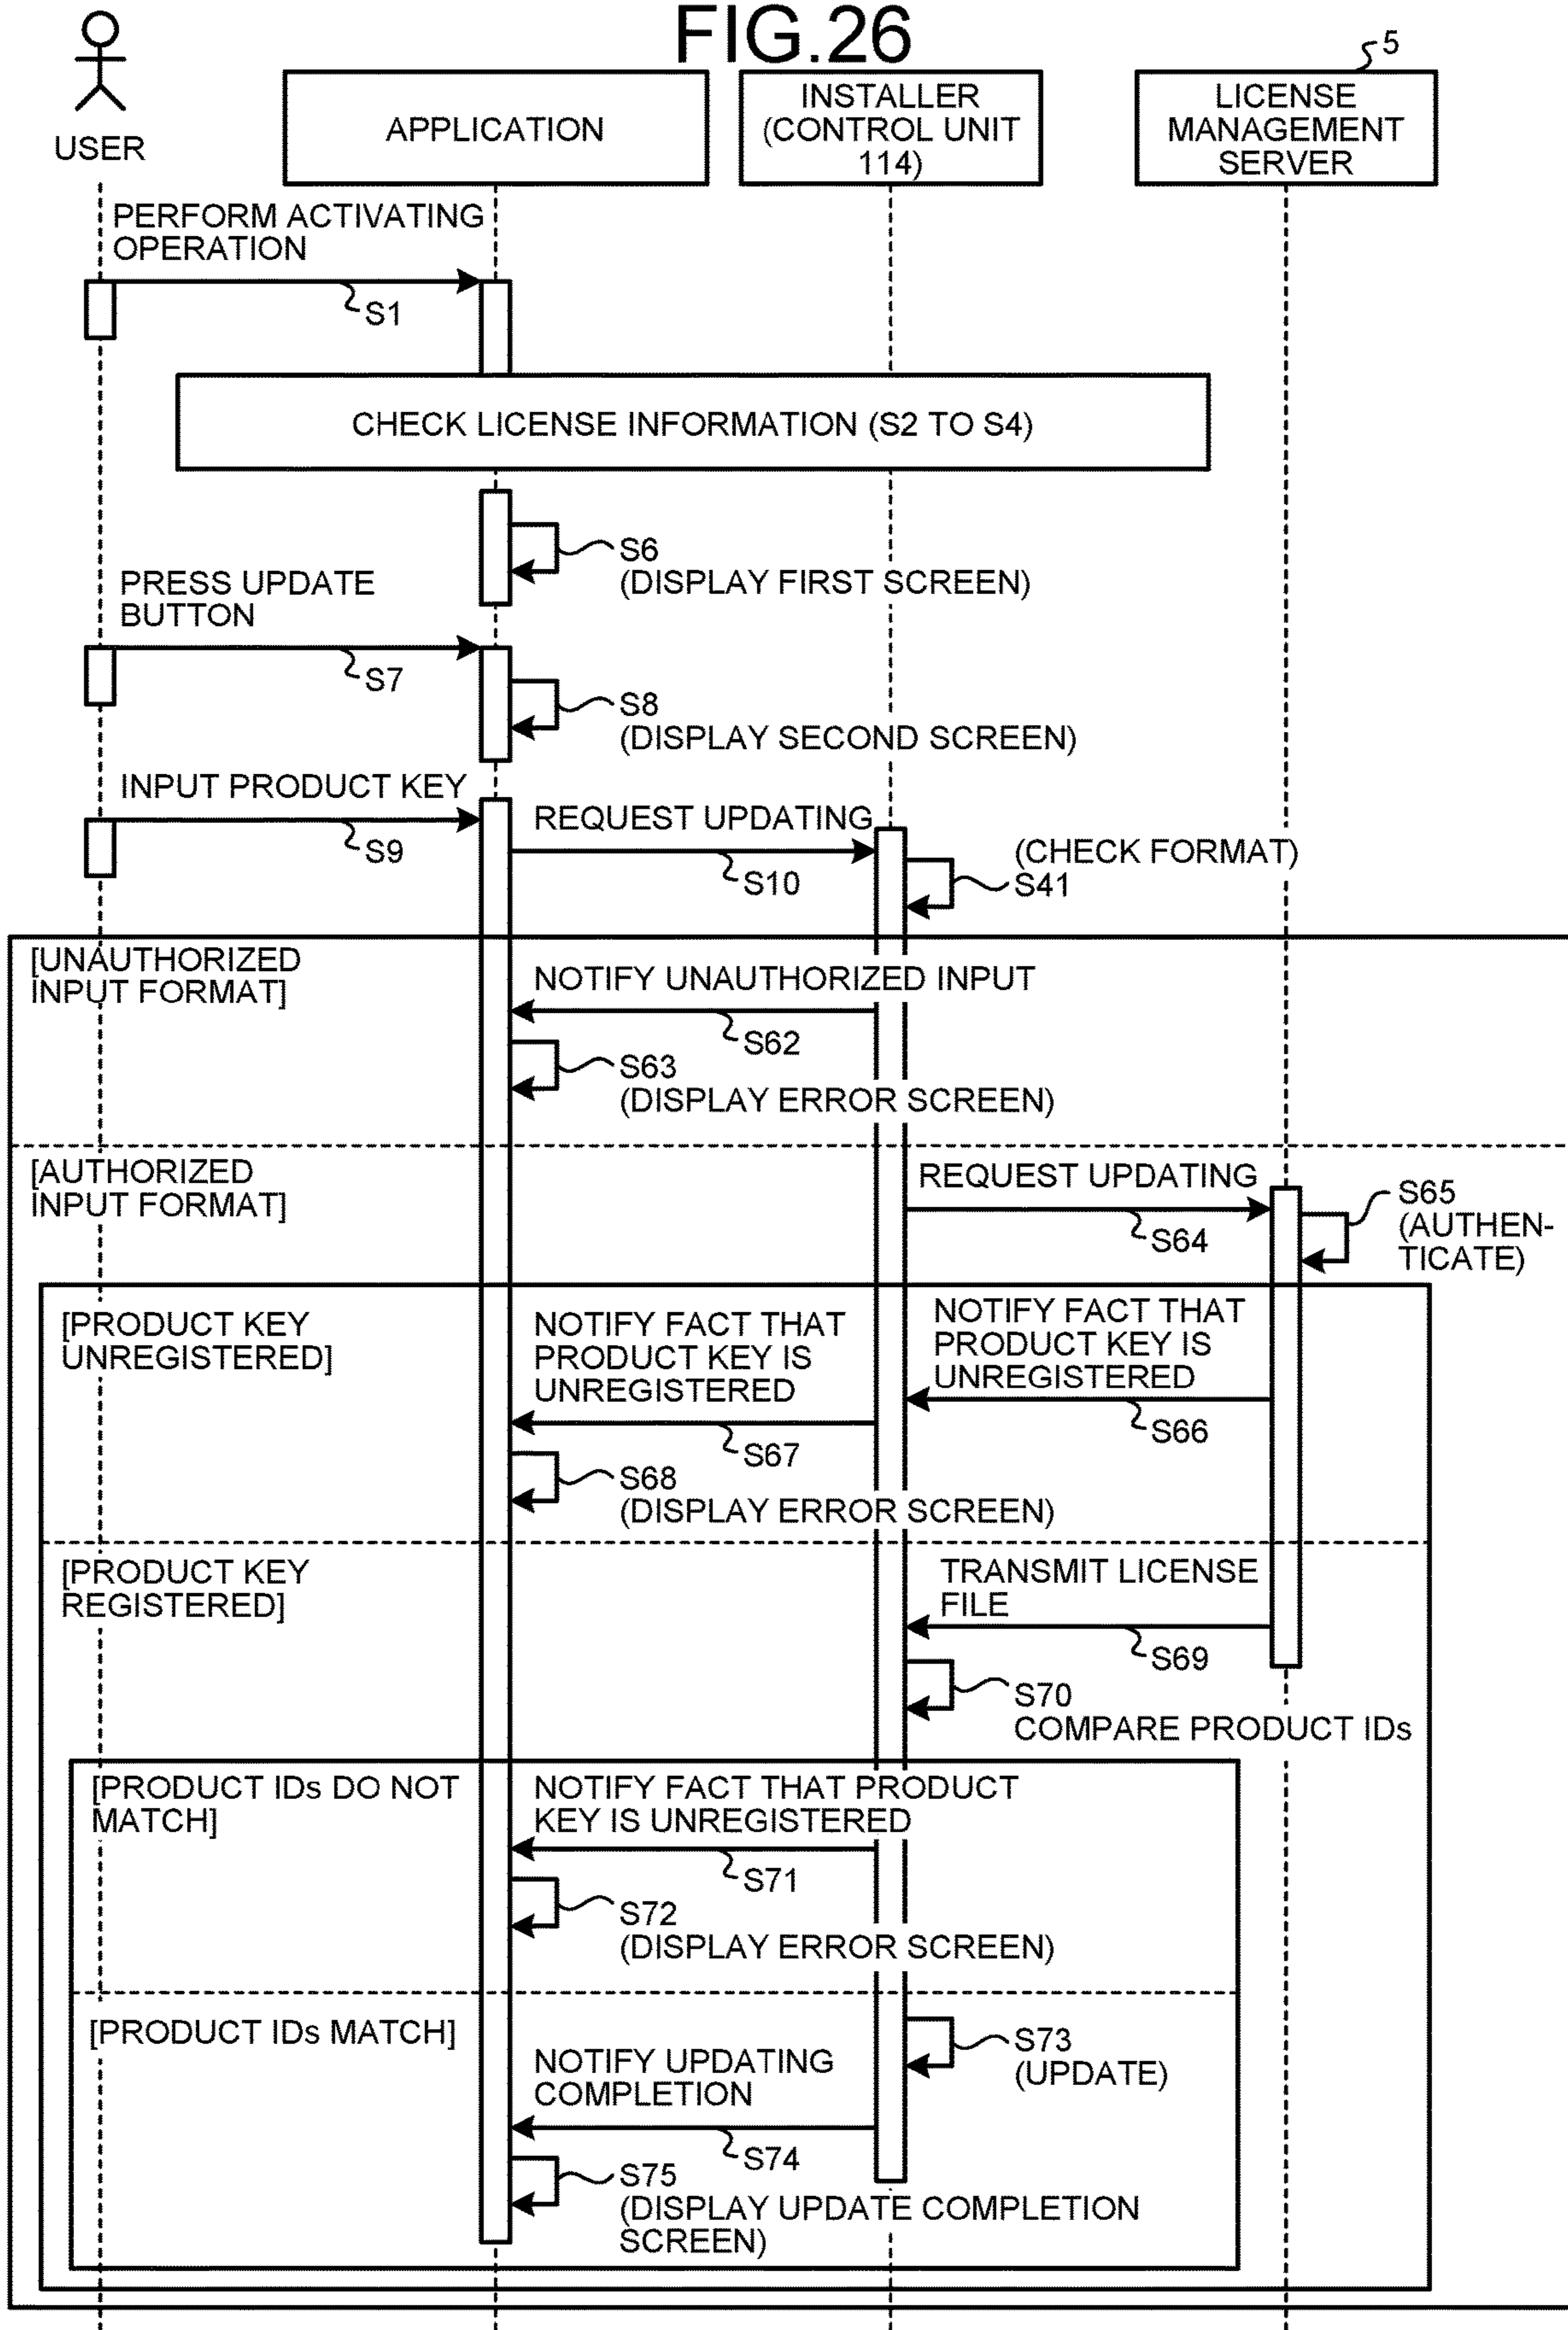 FIG.26
5
USER
APPLICATION
INSTALLER
(CONTROL UNIT
114)
LICENSE
MANAGEMENT
SERVER
PERFORM ACTIVATING
OPERATION
S1
CHECK LICENSE INFORMATION (S2 TO S4)
S6
(DISPLAY FIRST SCREEN)
PRESS UPDATE
BUTTON
S7
S8
(DISPLAY SECOND SCREEN)
INPUT PRODUCT KEY
S9
REQUEST UPDATING
S10
(CHECK FORMAT)
S41
[UNAUTHORIZED
INPUT FORMAT]
NOTIFY UNAUTHORIZED INPUT
S62
S63
(DISPLAY ERROR SCREEN)
[AUTHORIZED
INPUT FORMAT]
REQUEST UPDATING
S64
S65
(AUTHEN-
TICATE)
[PRODUCT KEY
UNREGISTERED]
NOTIFY FACT THAT
PRODUCT KEY IS
UNREGISTERED
S66
NOTIFY FACT THAT
PRODUCT KEY IS
UNREGISTERED
S67
S68
(DISPLAY ERROR SCREEN)
[PRODUCT KEY
REGISTERED]
TRANSMIT LICENSE
FILE
S69
S70
COMPARE PRODUCT IDs
[PRODUCT IDs DO NOT
MATCH]
NOTIFY FACT THAT PRODUCT
KEY IS UNREGISTERED
S71
S72
(DISPLAY ERROR SCREEN)
[PRODUCT IDs MATCH]
S73
(UPDATE)
NOTIFY UPDATING
COMPLETION
S74
S75
(DISPLAY UPDATE COMPLETION
SCREEN)